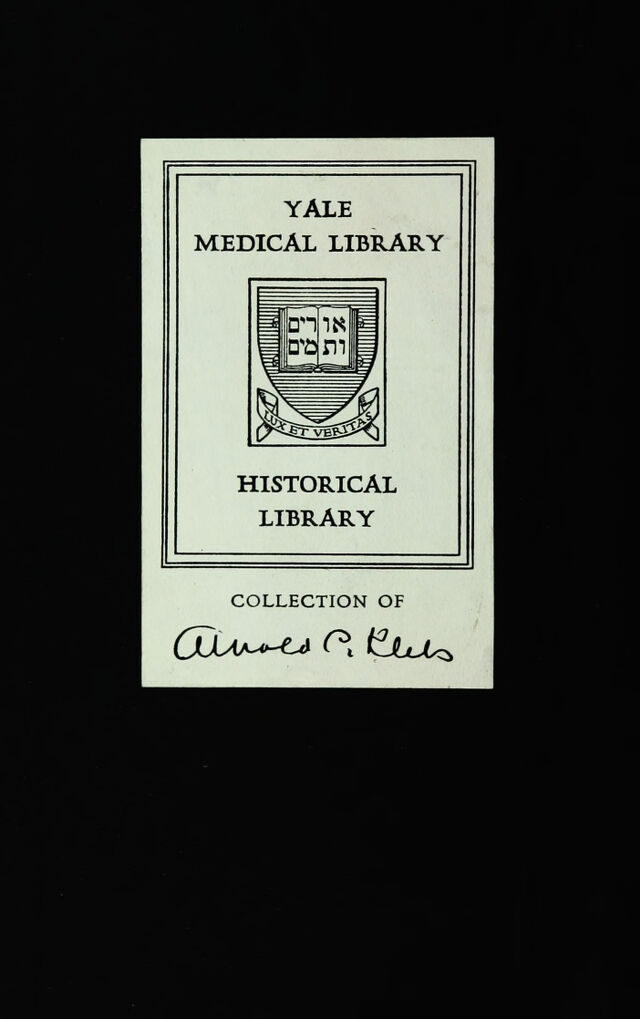 YALE
MEDICAL LIBRARY
אורים
ותמים
LUX ET VERITAS
HISTORICAL
LIBRARY
COLLECTION OF
Arnold C. Klebs